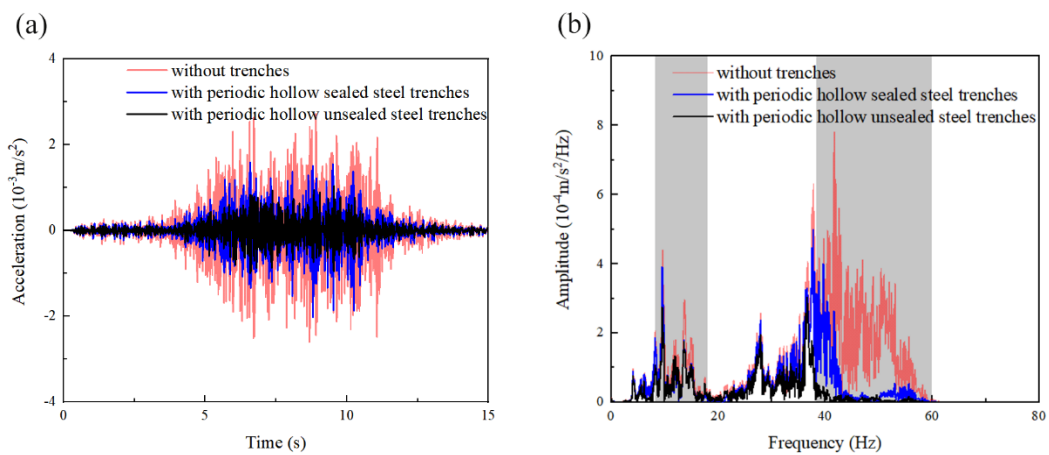 (a)
without trenches
with periodic hollow sealed steel trenches
with periodic hollow unsealed steel trenches
Acceleration (10⁻³m/s²)
4
2
0
-2
-4
0
5
10
15
Time (s)
(b)
without trenches
with periodic hollow sealed steel trenches
with periodic hollow unsealed steel trenches
Amplitude (10⁻⁴m/s²/Hz)
10
8
6
4
2
0
0
20
40
60
80
Frequency (Hz)